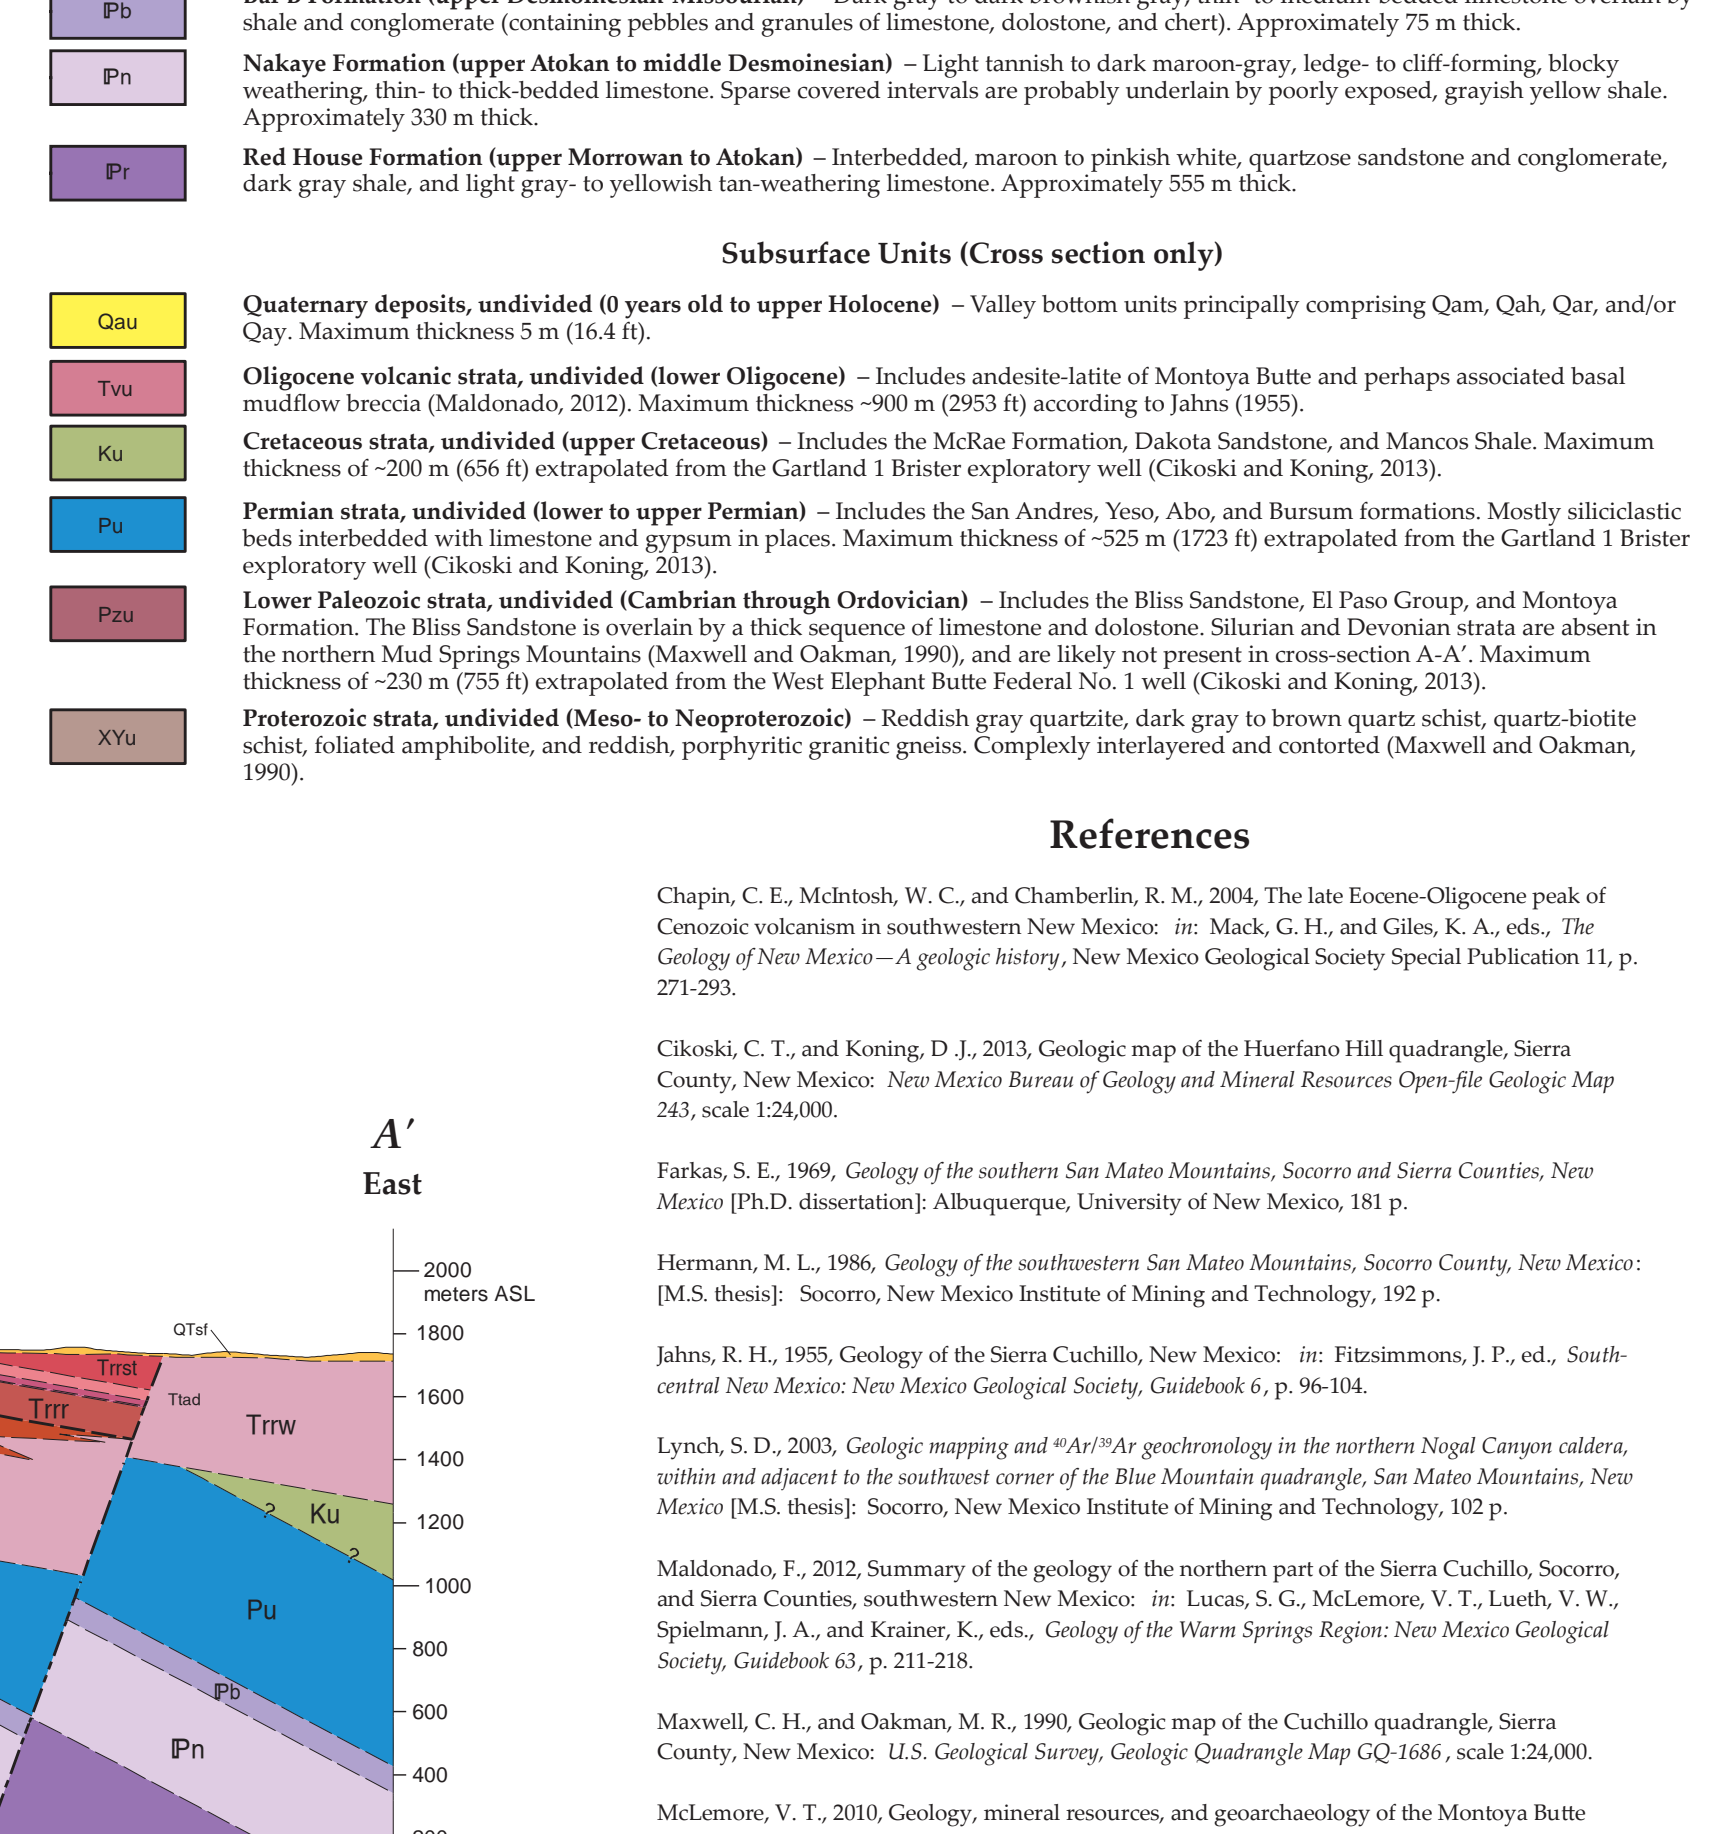 ℙb
shale and conglomerate (containing pebbles and granules of limestone, dolostone, and chert). Approximately 75 m thick.
ℙn
Nakaye Formation (upper Atokan to middle Desmoinesian) – Light tannish to dark maroon-gray, ledge- to cliff-forming, blocky
weathering, thin- to thick-bedded limestone. Sparse covered intervals are probably underlain by poorly exposed, grayish yellow shale.
Approximately 330 m thick.
ℙr
Red House Formation (upper Morrowan to Atokan) – Interbedded, maroon to pinkish white, quartzose sandstone and conglomerate,
dark gray shale, and light gray- to yellowish tan-weathering limestone. Approximately 555 m thick.
Subsurface Units (Cross section only)
Qau
Quaternary deposits, undivided (0 years old to upper Holocene) – Valley bottom units principally comprising Qam, Qah, Qar, and/or
Qay. Maximum thickness 5 m (16.4 ft).
Tvu
Oligocene volcanic strata, undivided (lower Oligocene) – Includes andesite-latite of Montoya Butte and perhaps associated basal
mudflow breccia (Maldonado, 2012). Maximum thickness ~900 m (2953 ft) according to Jahns (1955).
Ku
Cretaceous strata, undivided (upper Cretaceous) – Includes the McRae Formation, Dakota Sandstone, and Mancos Shale. Maximum
thickness of ~200 m (656 ft) extrapolated from the Gartland 1 Brister exploratory well (Cikoski and Koning, 2013).
Pu
Permian strata, undivided (lower to upper Permian) – Includes the San Andres, Yeso, Abo, and Bursum formations. Mostly siliciclastic
beds interbedded with limestone and gypsum in places. Maximum thickness of ~525 m (1723 ft) extrapolated from the Gartland 1 Brister
exploratory well (Cikoski and Koning, 2013).
Pzu
Lower Paleozoic strata, undivided (Cambrian through Ordovician) – Includes the Bliss Sandstone, El Paso Group, and Montoya
Formation. The Bliss Sandstone is overlain by a thick sequence of limestone and dolostone. Silurian and Devonian strata are absent in
the northern Mud Springs Mountains (Maxwell and Oakman, 1990), and are likely not present in cross-section A-A′. Maximum
thickness of ~230 m (755 ft) extrapolated from the West Elephant Butte Federal No. 1 well (Cikoski and Koning, 2013).
XYu
Proterozoic strata, undivided (Meso- to Neoproterozoic) – Reddish gray quartzite, dark gray to brown quartz schist, quartz-biotite
schist, foliated amphibolite, and reddish, porphyritic granitic gneiss. Complexly interlayered and contorted (Maxwell and Oakman,
1990).
References
Chapin, C. E., McIntosh, W. C., and Chamberlin, R. M., 2004, The late Eocene-Oligocene peak of
Cenozoic volcanism in southwestern New Mexico: in: Mack, G. H., and Giles, K. A., eds., The
Geology of New Mexico—A geologic history, New Mexico Geological Society Special Publication 11, p.
271-293.
Cikoski, C. T., and Koning, D .J., 2013, Geologic map of the Huerfano Hill quadrangle, Sierra
County, New Mexico: New Mexico Bureau of Geology and Mineral Resources Open-file Geologic Map
243, scale 1:24,000.
Farkas, S. E., 1969, Geology of the southern San Mateo Mountains, Socorro and Sierra Counties, New
Mexico [Ph.D. dissertation]: Albuquerque, University of New Mexico, 181 p.
Hermann, M. L., 1986, Geology of the southwestern San Mateo Mountains, Socorro County, New Mexico:
[M.S. thesis]: Socorro, New Mexico Institute of Mining and Technology, 192 p.
Jahns, R. H., 1955, Geology of the Sierra Cuchillo, New Mexico: in: Fitzsimmons, J. P., ed., South-
central New Mexico: New Mexico Geological Society, Guidebook 6, p. 96-104.
Lynch, S. D., 2003, Geologic mapping and ⁴⁰Ar/³⁹Ar geochronology in the northern Nogal Canyon caldera,
within and adjacent to the southwest corner of the Blue Mountain quadrangle, San Mateo Mountains, New
Mexico [M.S. thesis]: Socorro, New Mexico Institute of Mining and Technology, 102 p.
Maldonado, F., 2012, Summary of the geology of the northern part of the Sierra Cuchillo, Socorro,
and Sierra Counties, southwestern New Mexico: in: Lucas, S. G., McLemore, V. T., Lueth, V. W.,
Spielmann, J. A., and Krainer, K., eds., Geology of the Warm Springs Region: New Mexico Geological
Society, Guidebook 63, p. 211-218.
Maxwell, C. H., and Oakman, M. R., 1990, Geologic map of the Cuchillo quadrangle, Sierra
County, New Mexico: U.S. Geological Survey, Geologic Quadrangle Map GQ-1686, scale 1:24,000.
McLemore, V. T., 2010, Geology, mineral resources, and geoarchaeology of the Montoya Butte
A′
East
2000
meters ASL
1800
1600
1400
1200
1000
800
600
400
QTsf
Trrst
Ttad
Trrr
Trrw
?
Ku
?
Pu
ℙb
ℙn